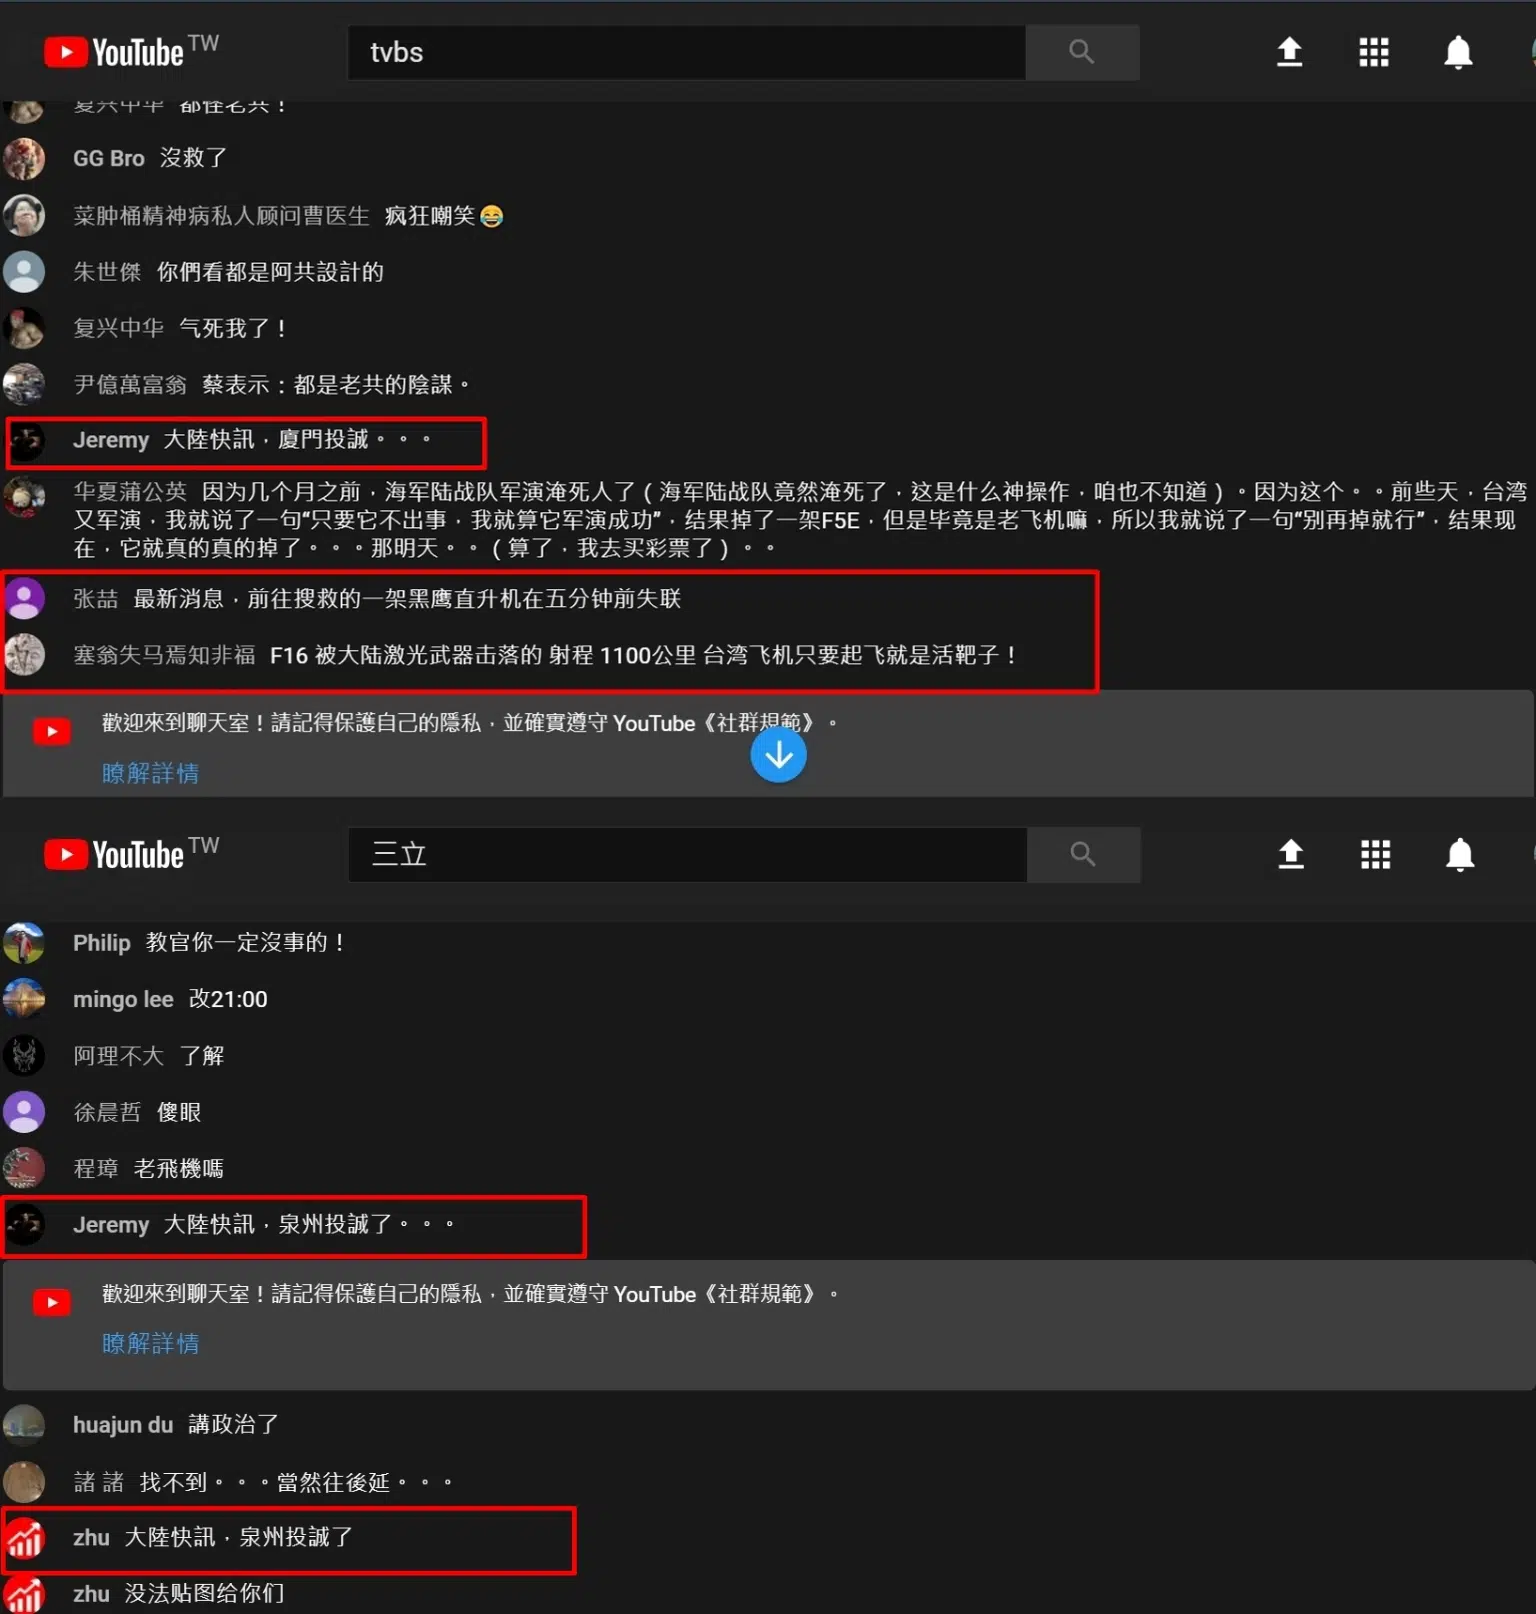 YouTube TW
tvbs
复兴中华 都怪老共！
GG Bro 沒救了
菜肿桶精神病私人顾问曹医生 疯狂嘲笑😂
朱世傑 你們看都是阿共設計的
复兴中华 气死我了！
尹億萬富翁 蔡表示：都是老共的陰謀。
Jeremy 大陸快訊，廈門投誠。。。
华夏蒲公英 因为几个月之前，海军陆战队军演淹死人了（海军陆战队竟然淹死了，这是什么神操作，咱也不知道）。因为这个。。前些天，台湾
又军演，我就说了一句“只要它不出事，我就算它军演成功”，结果掉了一架F5E，但是毕竟是老飞机嘛，所以我就说了一句“别再掉就行”，结果现
在，它就真的真的掉了。。。那明天。。（算了，我去买彩票了）。。
张喆 最新消息，前往搜救的一架黑鹰直升机在五分钟前失联
塞翁失马焉知非福 F16 被大陆激光武器击落的 射程 1100公里 台湾飞机只要起飞就是活靶子！
歡迎來到聊天室！請記得保護自己的隱私，並確實遵守 YouTube《社群規範》。
瞭解詳情
YouTube TW
三立
Philip 教官你一定沒事的！
mingo lee 改21:00
阿理不大 了解
徐晨哲 傻眼
程璋 老飛機嗎
Jeremy 大陸快訊，泉州投誠了。。。
歡迎來到聊天室！請記得保護自己的隱私，並確實遵守 YouTube《社群規範》。
瞭解詳情
huajun du 講政治了
諸 諸 找不到。。。當然往後延。。。
zhu 大陸快訊，泉州投誠了
zhu 没法贴图给你们